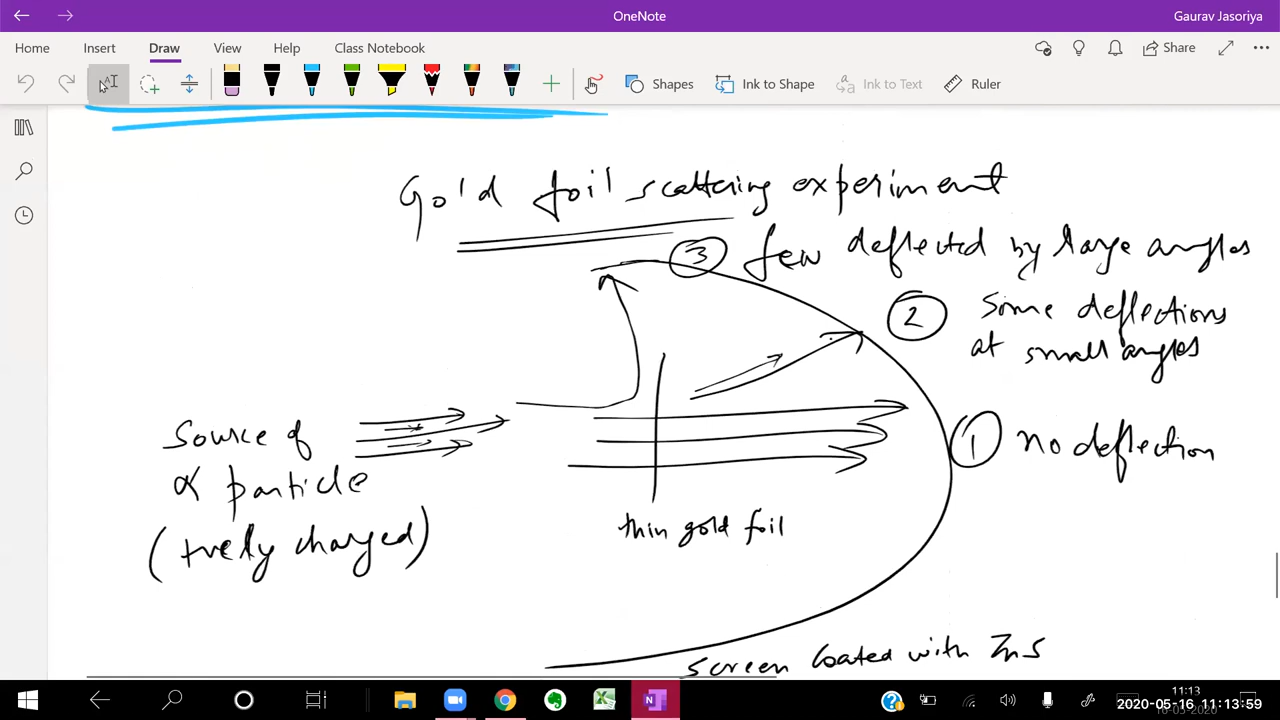 OneNote
Gaurav Jasoriya
Home Insert Draw View Help Class Notebook
Share
Shapes
Ink to Shape
Ink to Text
Ruler
Gold foil scattering experiment
3 few deflected by large angles
2 Some deflections
at small angles
1 no deflection
Source of
α particle
(+vely charged)
thin gold foil
Screen coated with ZnS
11:13
2020-05-16 11:13:59